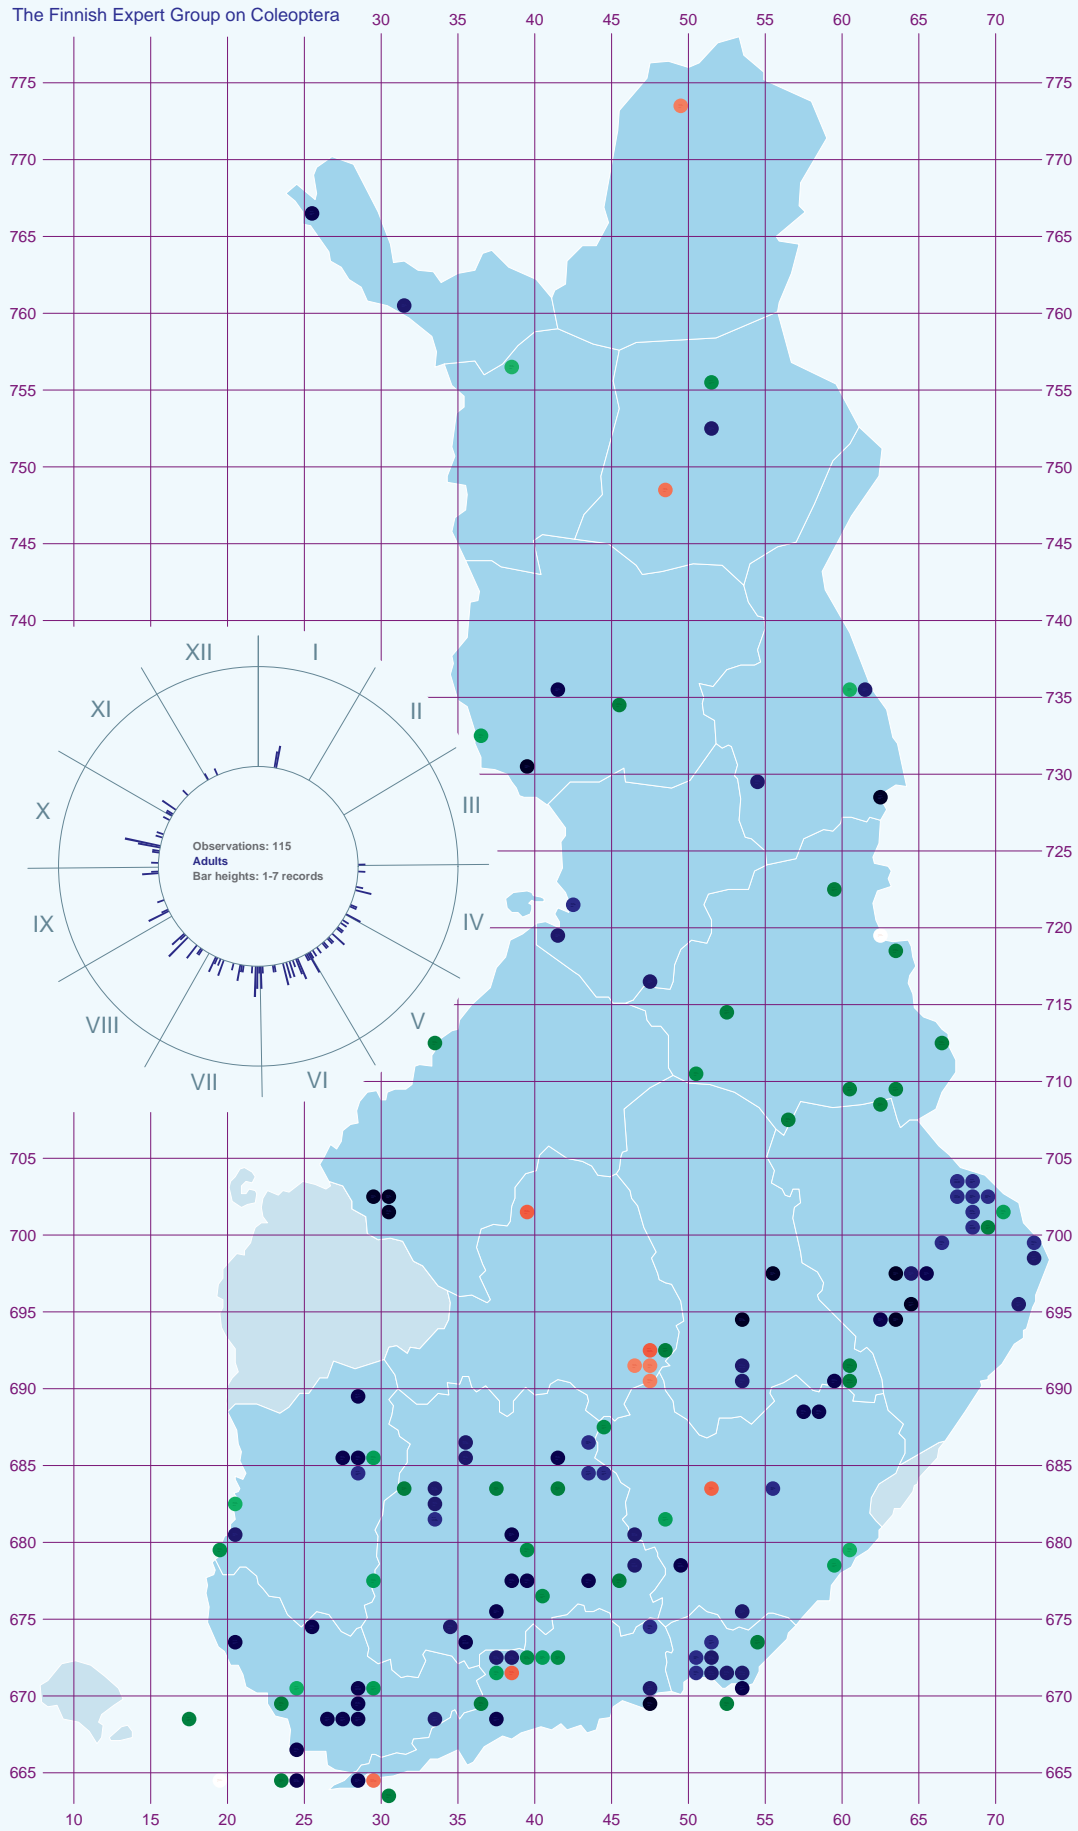 The Finnish Expert Group on Coleoptera
30 35 40 45 50 55 60 65 70
775 775
770 770
765 765
760 760
755 755
750 750
745 745
740 740
XII I
XI II
735
X III
730
Observations: 115
Adults
Bar heights: 1-7 records
725
IX IV
720
VIII V
715
VII VI
710
705 705
700 700
695 695
690 690
685 685
680 680
675 675
670 670
665 665
10 15 20 25 30 35 40 45 50 55 60 65 70